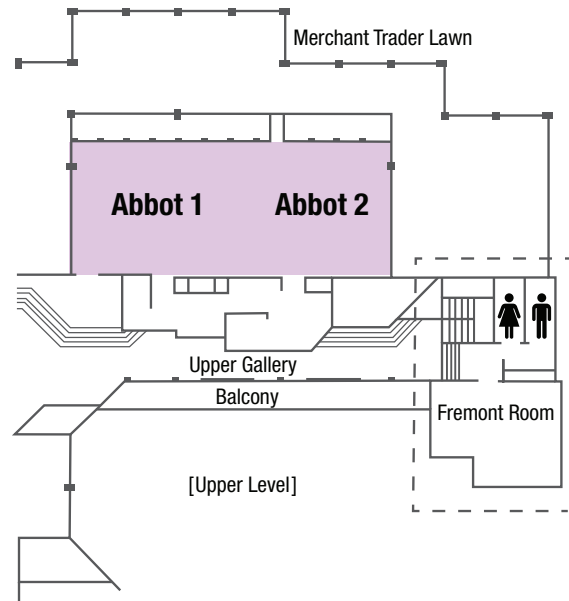 Merchant Trader Lawn
Abbot 1
Abbot 2
Upper Gallery
Balcony
Fremont Room
[Upper Level]